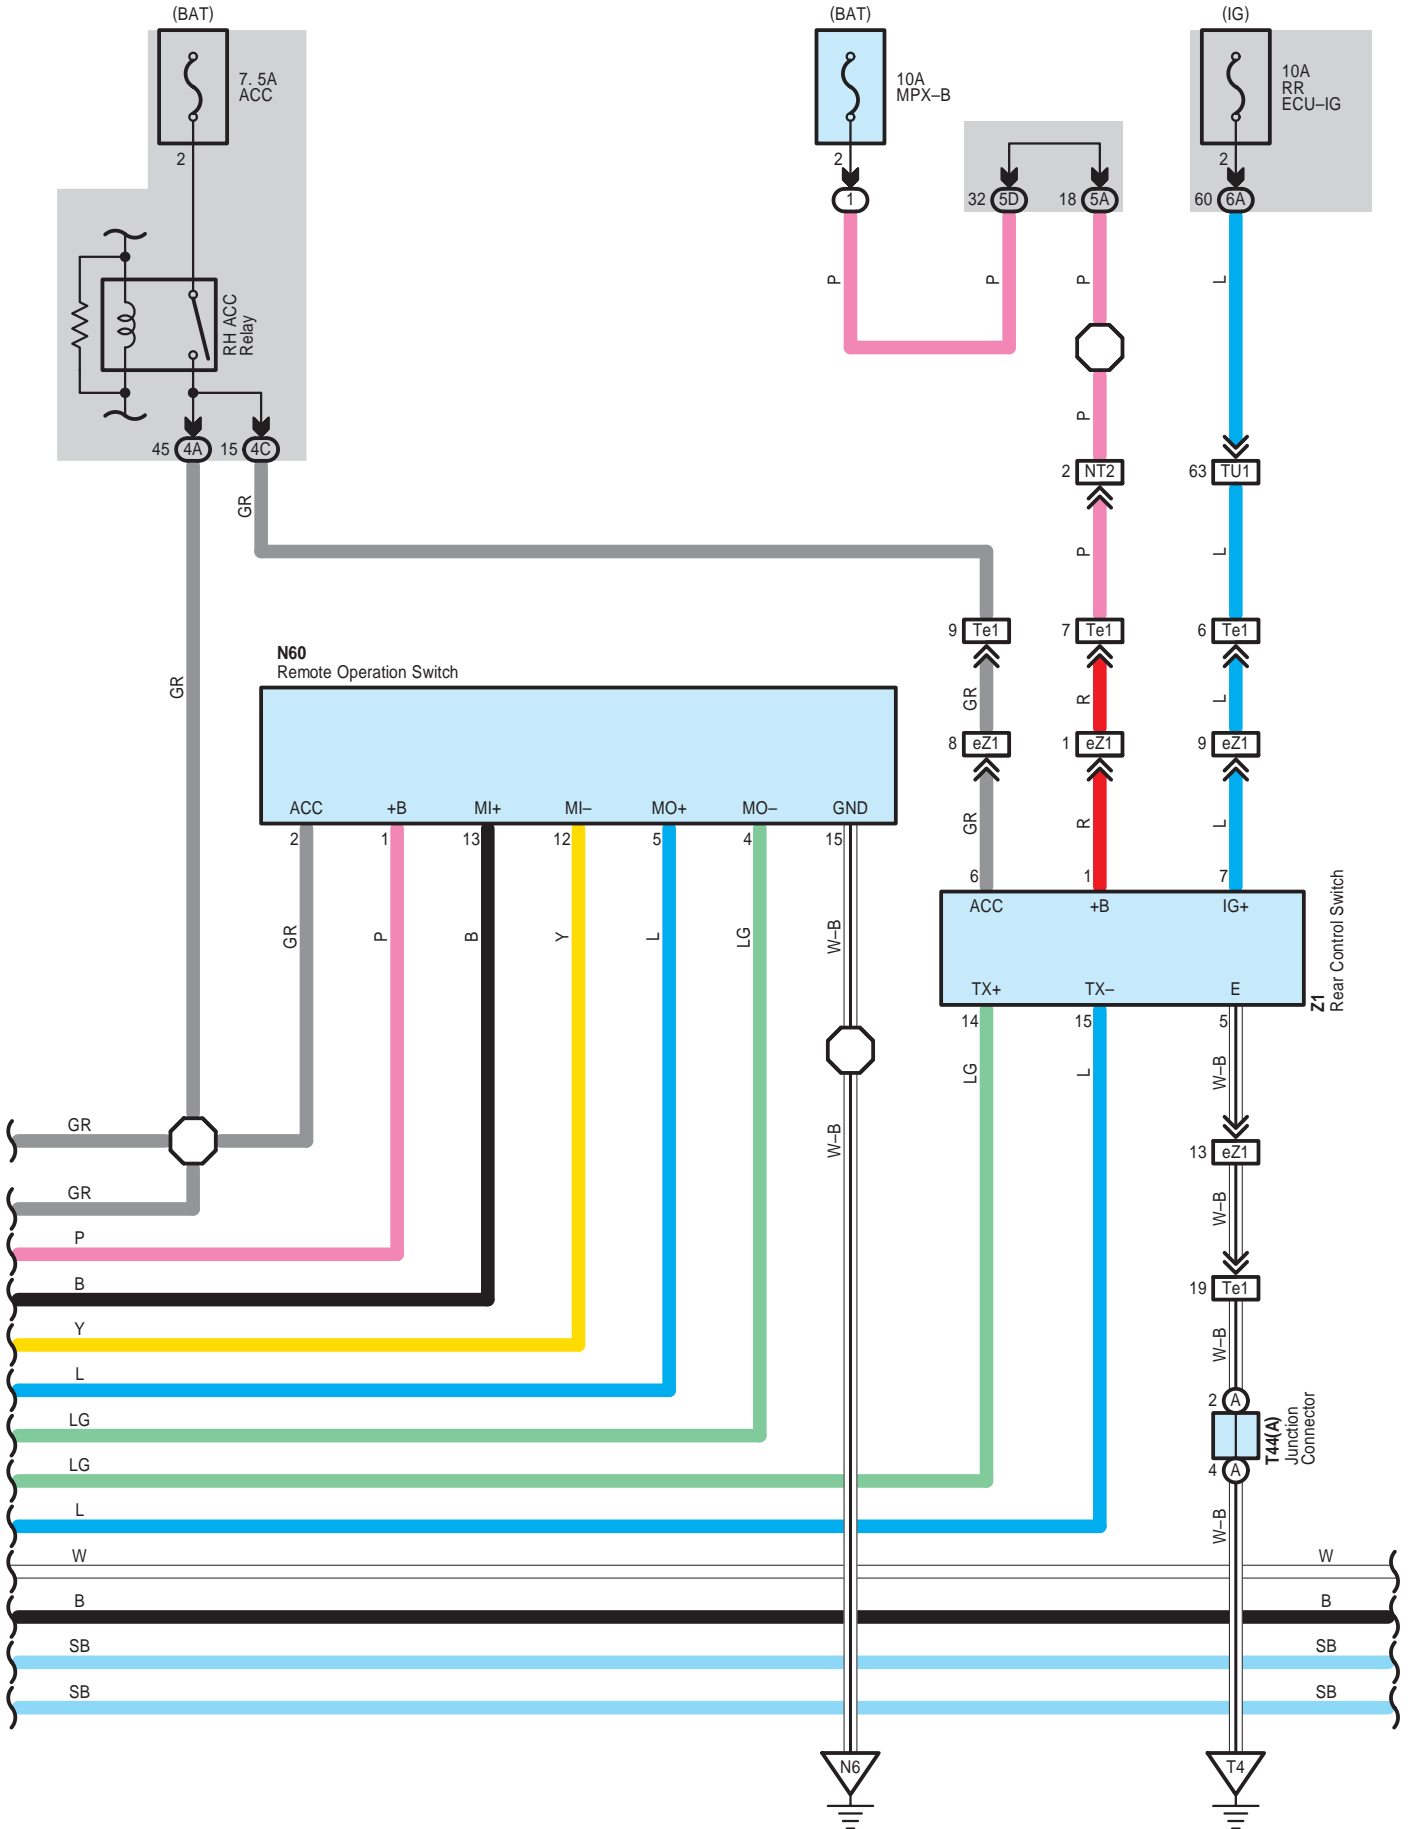 (BAT)
(BAT)
(IG)
7. 5A
ACC
10A
MPX–B
10A
RR
ECU–IG
2
2
2
1
32 5D
18 5A
60 6A
RH ACC
Relay
P
P
P
L
P
45 4A
15 4C
2 NT2
63 TU1
GR
P
L
9 Te1
7 Te1
6 Te1
N60
Remote Operation Switch
GR
GR
R
L
8 eZ1
1 eZ1
9 eZ1
ACC
+B
MI+
MI–
MO+
MO–
GND
2
1
13
12
5
4
15
GR
R
L
6
1
7
ACC
+B
IG+
TX+
TX–
E
Z1
Rear Control Switch
GR
P
B
Y
L
LG
W–B
14
15
5
LG
L
W–B
GR
W–B
13 eZ1
GR
W–B
P
B
19 Te1
Y
W–B
L
2 A
T44(A)
Junction
Connector
LG
LG
4 A
L
W–B
W
W
B
B
SB
SB
SB
SB
N6
T4